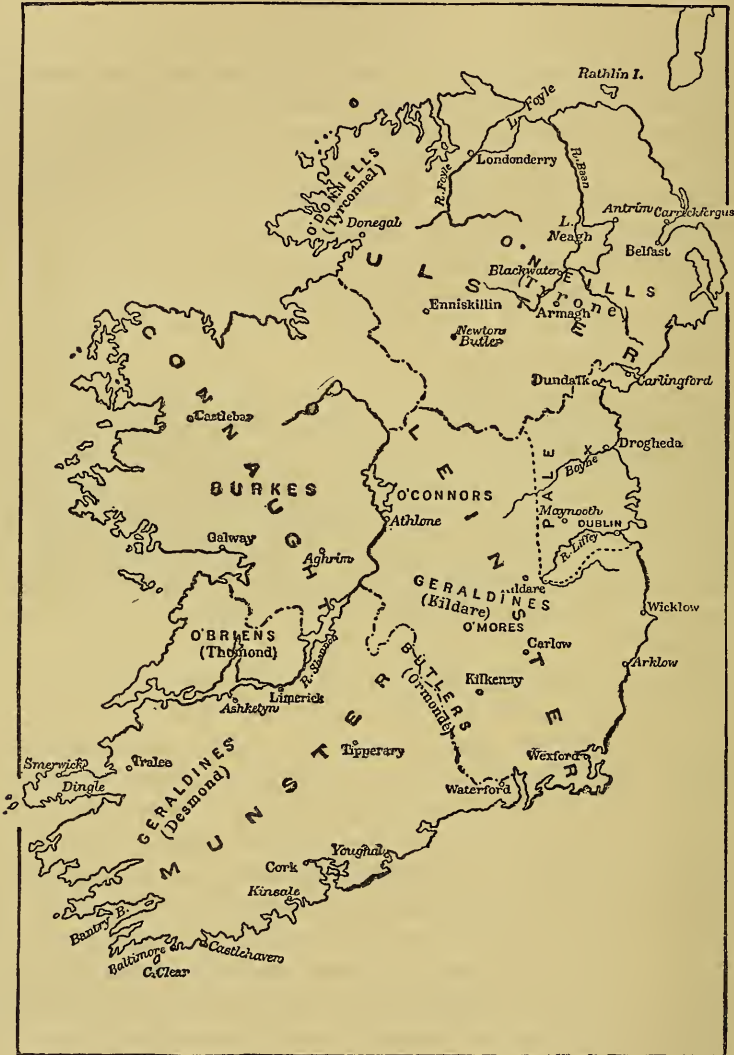 Rathlin I.
L. Foyle
R. Foyle
Londonderry
R. Bann
O'DONNELLS
(Tyrconnel)
Donegal
Antrim
Carrickfergus
L.
Neagh
Belfast
O'NEILLS
(Tyrone)
Blackwater
ULSTER
Enniskillin
Armagh
Newton
Butler
Dundalk
Carlingford
CONNAUGHT
Castlebar
BURKES
Galway
Aghrim
Athlone
LEINSTER
O'CONNORS
PALE
Boyne
X
Drogheda
Maynooth
DUBLIN
R. Liffey
ildare
GERALDINES
(Kildare)
O'MORES
Wicklow
Carlow
Arklow
O'BRIENS
(Thomond)
R. Shannon
Limerick
Ashketyn
BUTLERS
(Ormonde)
Kilkenny
MUNSTER
Tipperary
Wexford
Waterford
Smerwick
Tralee
Dingle
GERALDINES
(Desmond)
Youghal
Cork
Kinsale
Bantry B.
Baltimore
Castlehaven
C. Clear